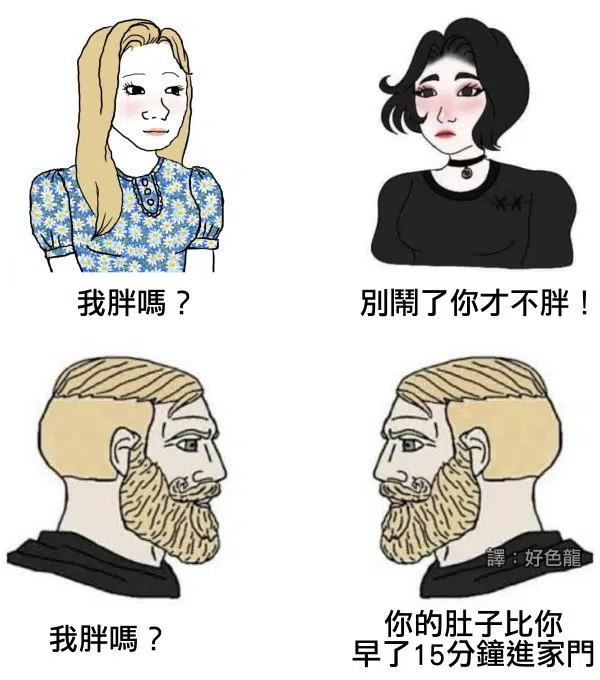 我胖嗎？
別鬧了你才不胖！
譯：好色龍
我胖嗎？
你的肚子比你
早了15分鐘進家門